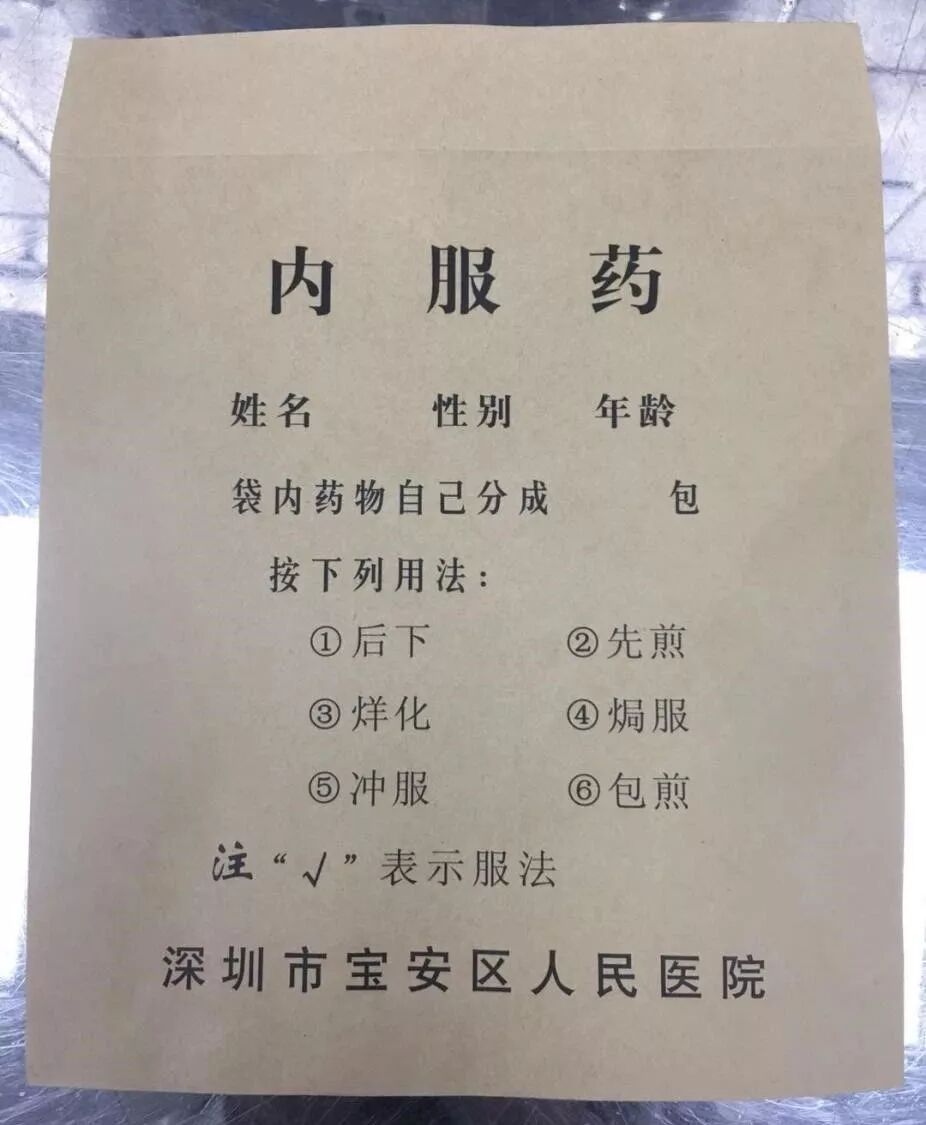 内服药
姓名 性别 年龄
袋内药物自己分成 包
按下列用法：
①后下 ②先煎
③烊化 ④焗服
⑤冲服 ⑥包煎
注“√”表示服法
深圳市宝安区人民医院